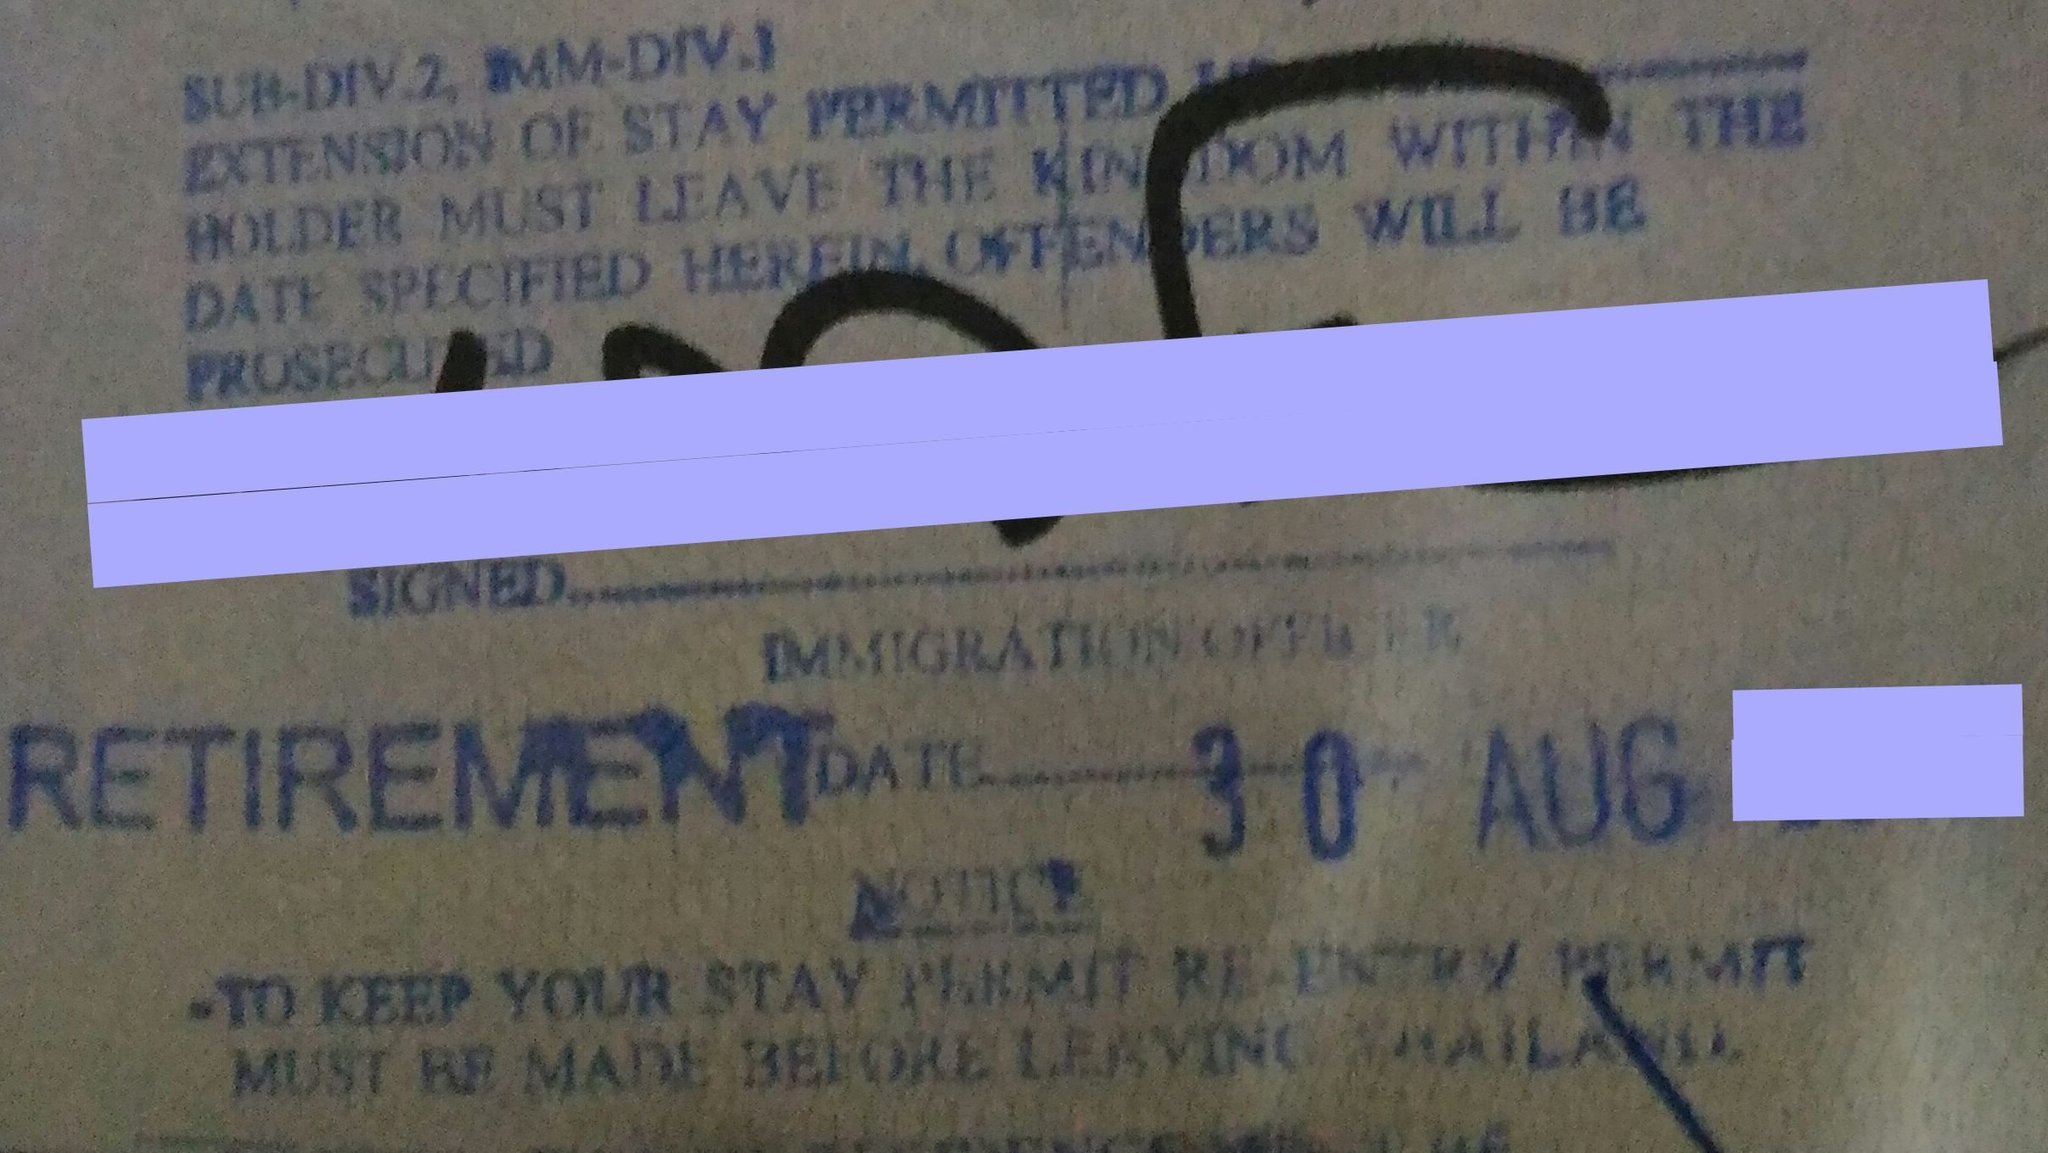 SUB-DIV.2, IMM-DIV.1
EXTENSION OF STAY PERMITTED UP
HOLDER MUST LEAVE THE KINGDOM WITHIN THE
DATE SPECIFIED HEREIN. OFFENDERS WILL BE
PROSECUTED
SIGNED
IMMIGRATION OFFICER
RETIREMENT DATE 30 AUG
NOTICE
TO KEEP YOUR STAY PERMIT RE-ENTRY PERMIT
MUST BE MADE BEFORE LEAVING THAILAND.